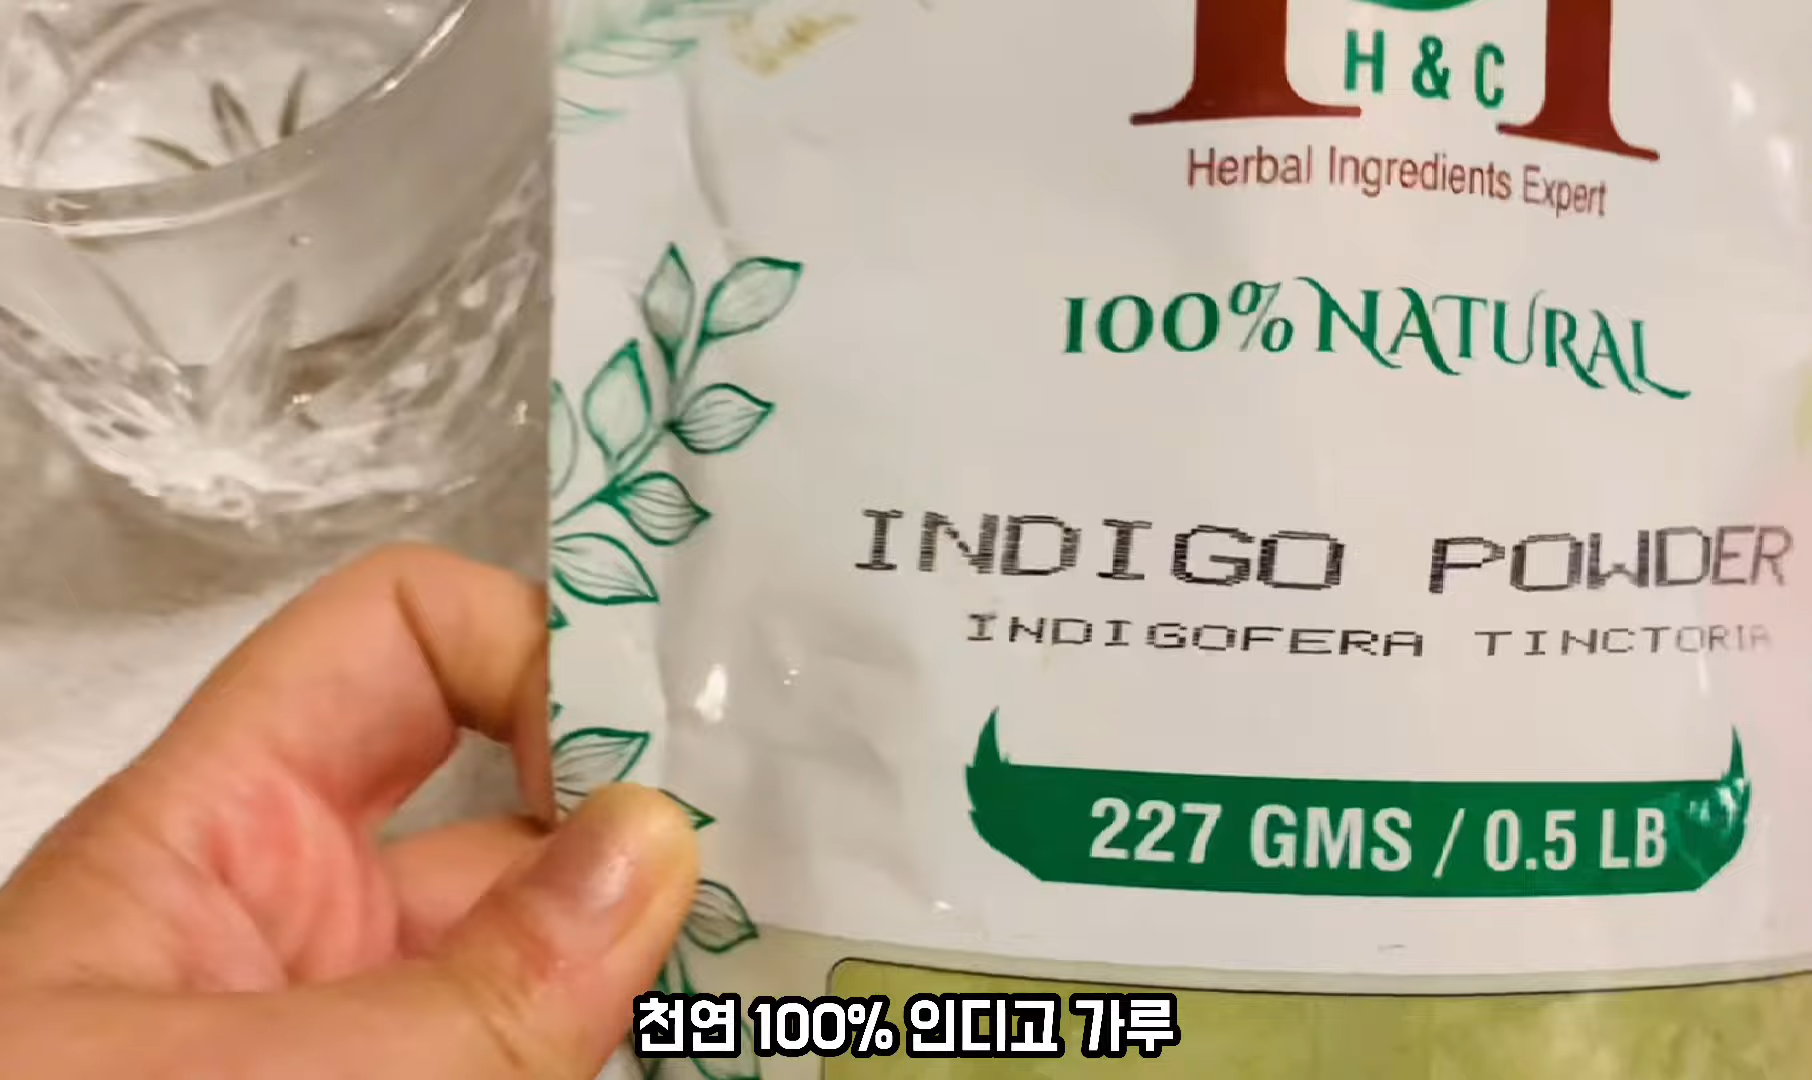 H & C
Herbal Ingredients Expert
100% NATURAL
INDIGO POWDER
INDIGOFERA TINCTORIA
227 GMS / 0.5 LB
천연 100% 인디고 가루